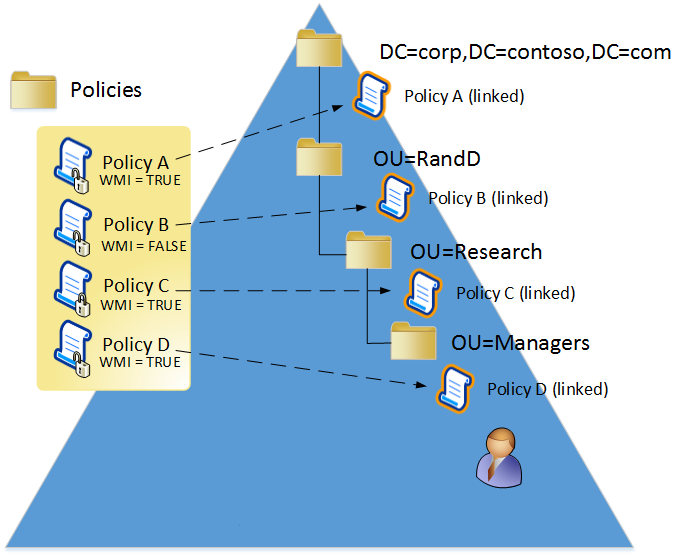 DC=corp,DC=contoso,DC=com
Policies
Policy A (linked)
Policy A
WMI = TRUE
OU=RandD
Policy B (linked)
Policy B
WMI = FALSE
OU=Research
Policy C
WMI = TRUE
Policy C (linked)
OU=Managers
Policy D
WMI = TRUE
Policy D (linked)